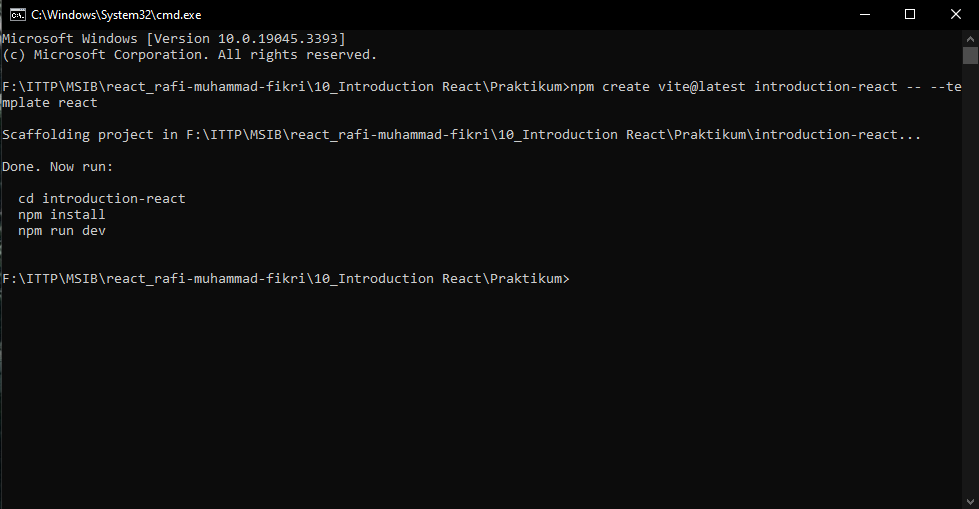 C:\Windows\System32\cmd.exe
Microsoft Windows [Version 10.0.19045.3393]
(c) Microsoft Corporation. All rights reserved.
F:\ITTP\MSIB\react_rafi-muhammad-fikri\10_Introduction React\Praktikum>npm create vite@latest introduction-react -- --te
mplate react
Scaffolding project in F:\ITTP\MSIB\react_rafi-muhammad-fikri\10_Introduction React\Praktikum\introduction-react...
Done. Now run:
cd introduction-react
npm install
npm run dev
F:\ITTP\MSIB\react_rafi-muhammad-fikri\10_Introduction React\Praktikum>